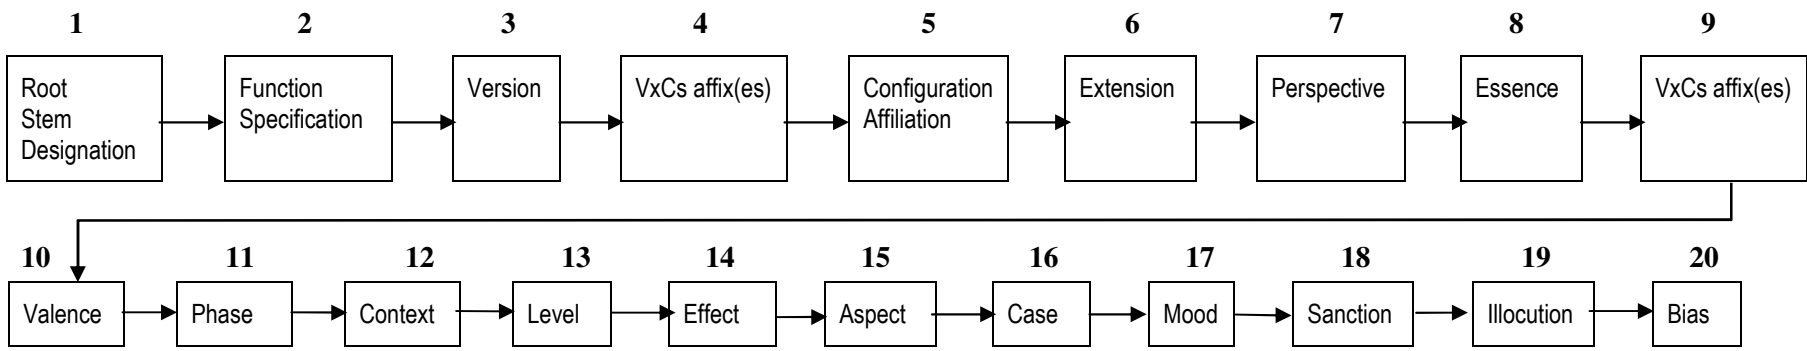 1 2 3 4 5 6 7 8 9
Root Function Version VxCs affix(es) Configuration Extension Perspective Essence VxCs affix(es)
Stem Specification Affiliation
Designation
10 11 12 13 14 15 16 17 18 19 20
Valence Phase Context Level Effect Aspect Case Mood Sanction Illocution Bias